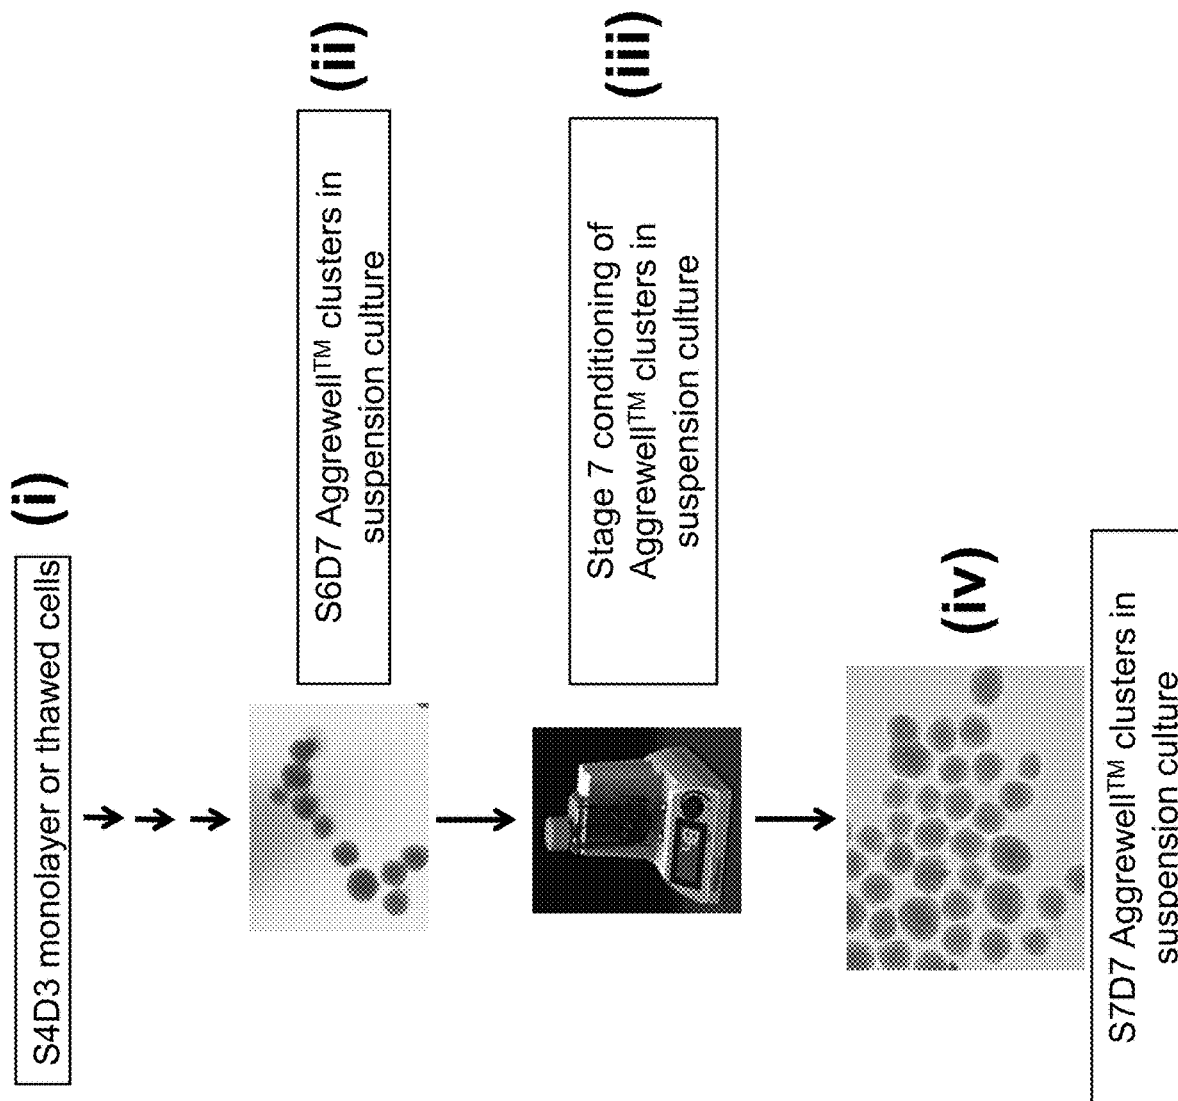 S4D3 monolayer or thawed cells
(i)
S6D7 Aggrewell™ clusters in
suspension culture
(ii)
Stage 7 conditioning of
Aggrewell™ clusters in
suspension culture
(iii)
(iv)
S7D7 Aggrewell™ clusters in
suspension culture